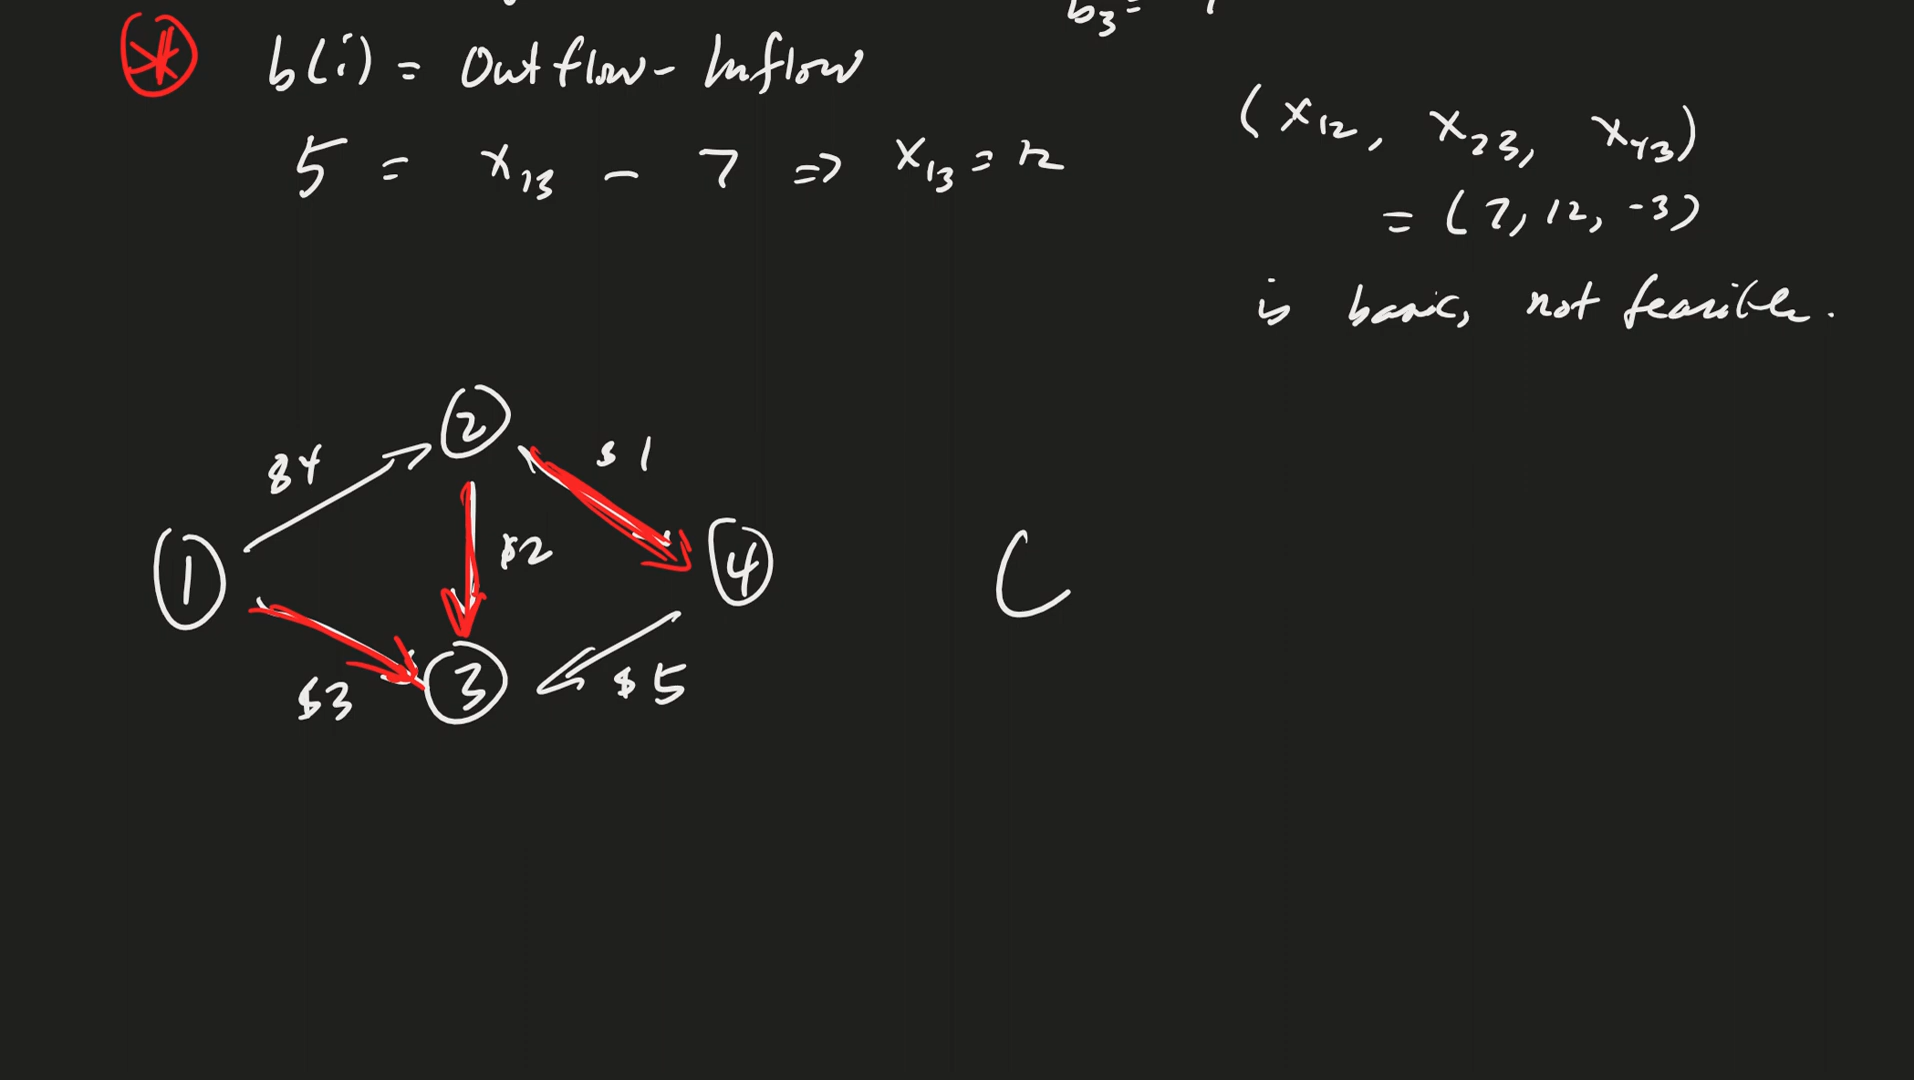 b(i) = Outflow - Inflow
5 = x13 - 7 => x13 = 12
b3 =
(x12, x23, x43)
= (7, 12, -3)
is basic, not feasible.
2
$4
$1
1
$2
4
C
3
$3
$5